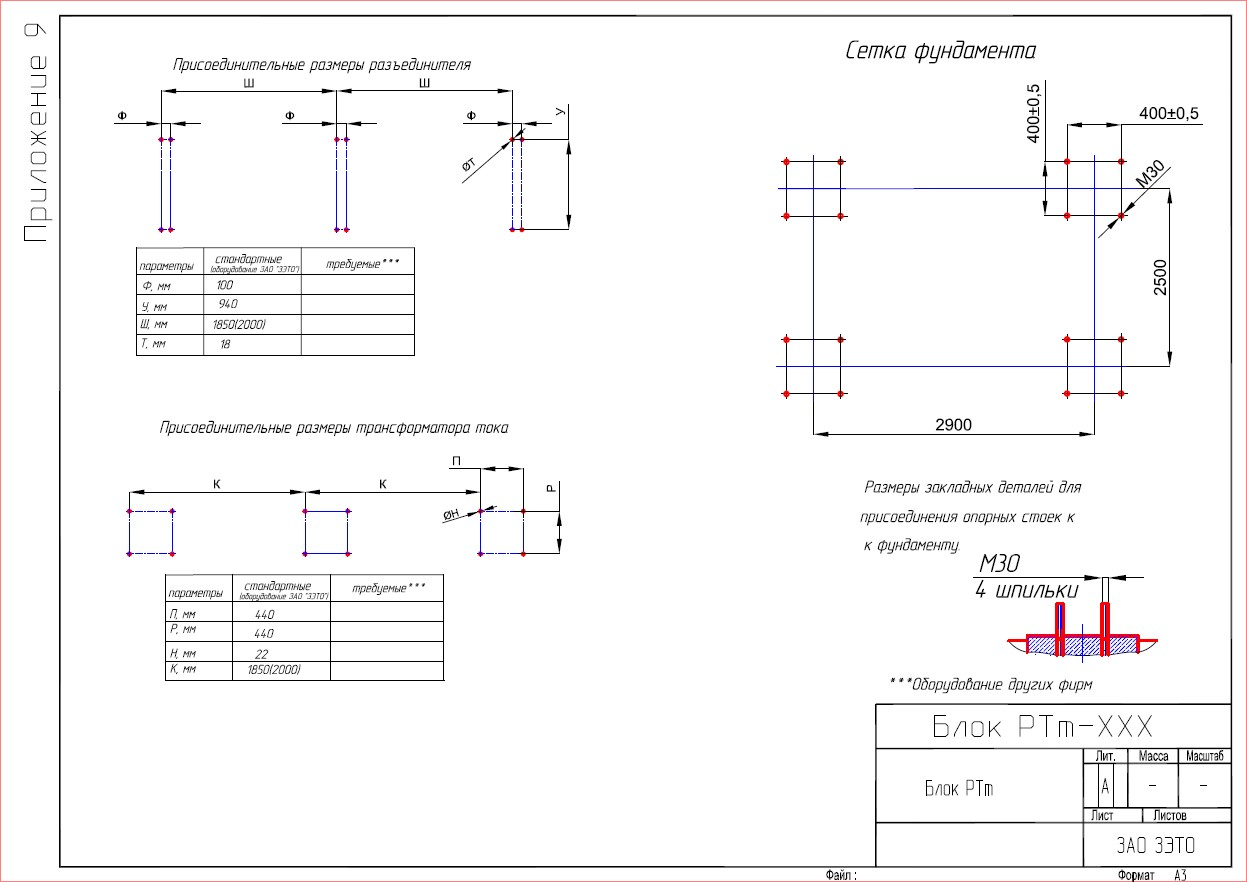 Приложение 9
Присоединительные размеры разъединителя
Ш
Ш
Ф
Ф
Ф
У
ØТ
параметры
стандартные
(оборудование ЗАО "ЗЭТО")
требуемые***
Ф, мм
100
У, мм
940
Ш, мм
1850(2000)
Т, мм
18
Присоединительные размеры трансформатора тока
К
К
П
Р
ØН
параметры
стандартные
(оборудование ЗАО "ЗЭТО")
требуемые***
П, мм
440
Р, мм
440
Н, мм
22
К, мм
1850(2000)
Сетка фундамента
400±0,5
400±0,5
М30
2500
2900
Размеры закладных деталей для
присоединения опорных стоек к
к фундаменту.
М30
4 шпильки
***Оборудование других фирм
Блок РТт-ХХХ
Блок РТт
Лит.
Масса
Масштаб
А
-
-
Лист
Листов
ЗАО ЗЭТО
Файл :
Формат А3